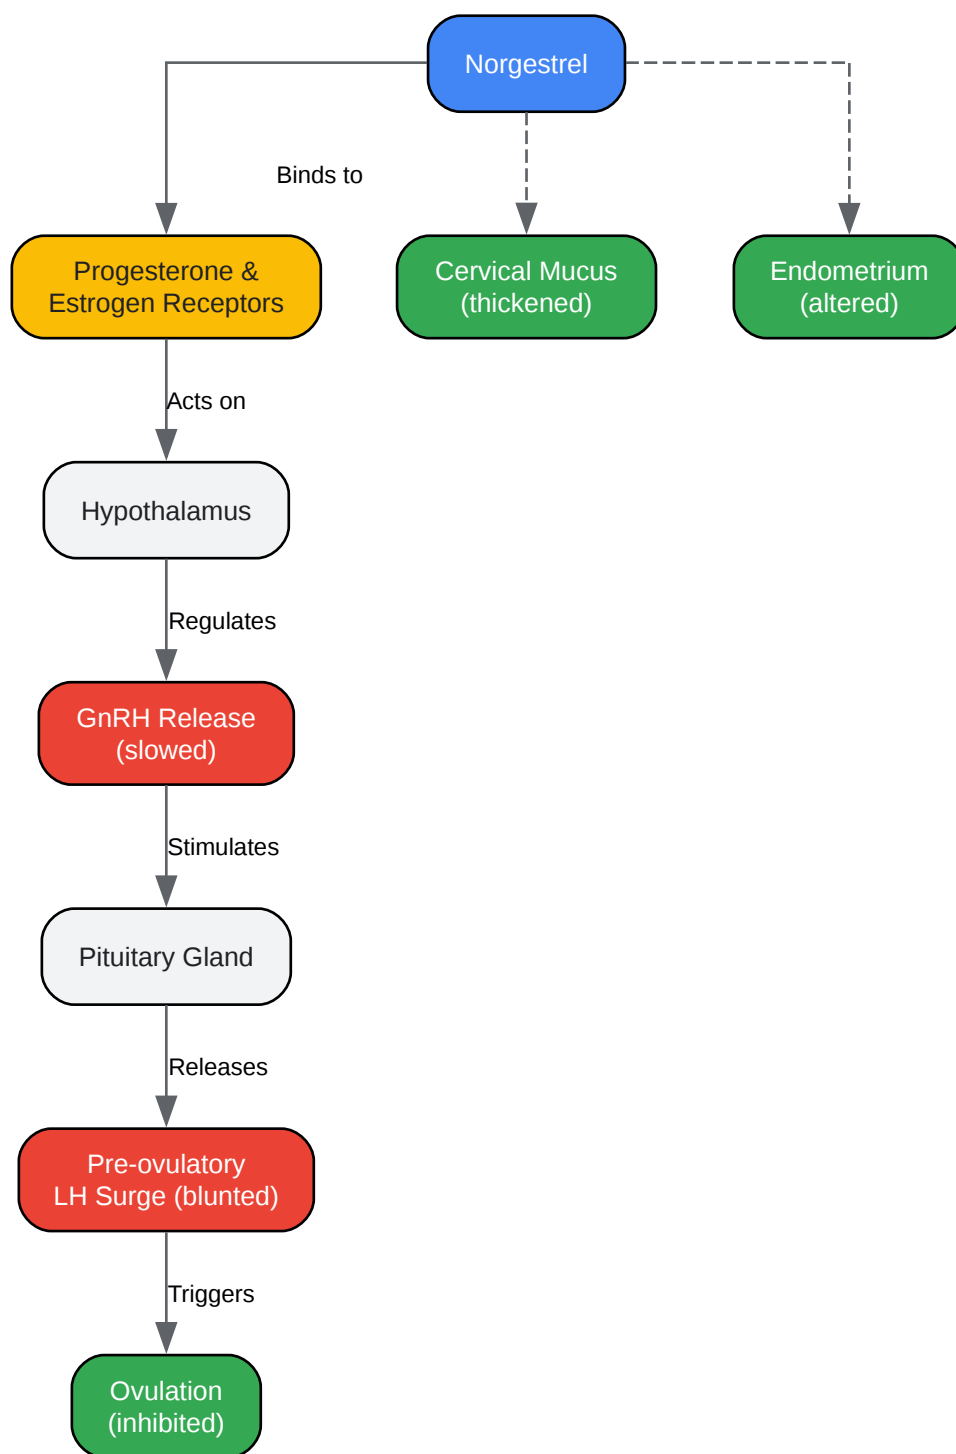 Norgestrel
Binds to
Progesterone &
Estrogen Receptors
Cervical Mucus
(thickened)
Endometrium
(altered)
Acts on
Hypothalamus
Regulates
GnRH Release
(slowed)
Stimulates
Pituitary Gland
Releases
Pre-ovulatory
LH Surge (blunted)
Triggers
Ovulation
(inhibited)